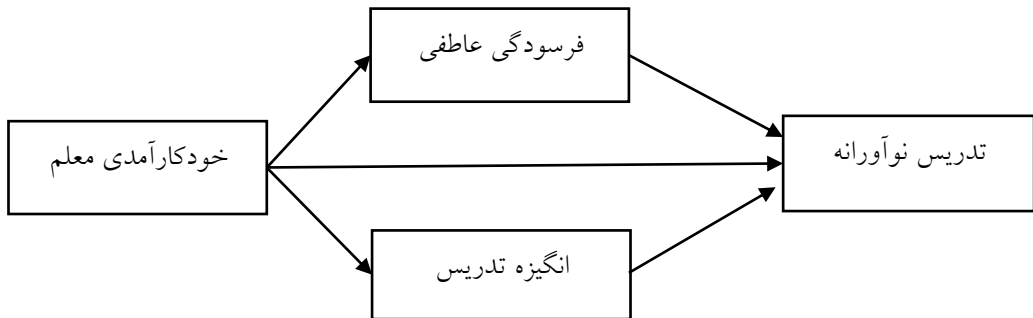 فرسودگی عاطفی
خودکارآمدی معلم
تدریس نوآورانه
انگیزه تدریس